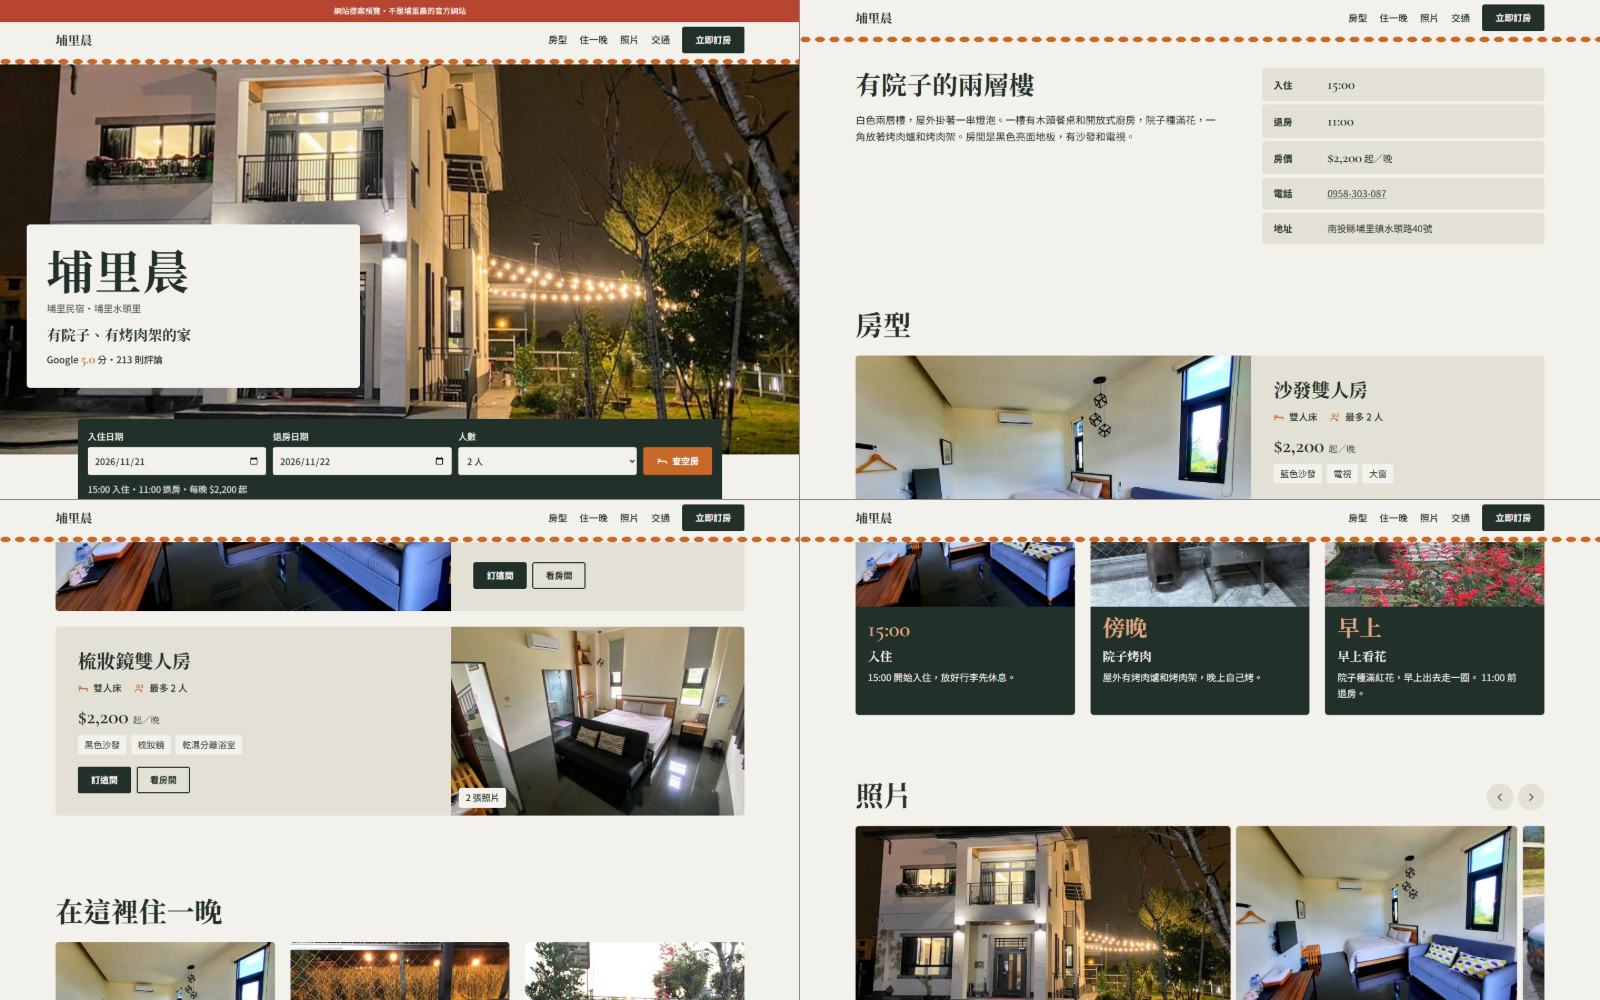 網站提案預覽・不是埔里晨的官方網站
埔里晨
房型
住一晚
照片
交通
立即訂房
埔里晨
埔里民宿・埔里水頭里
有院子、有烤肉架的家
Google 5.0 分・213 則評論
入住日期
退房日期
人數
2026/11/21
2026/11/22
2 人
查空房
15:00 入住・11:00 退房・每晚 $2,200 起
埔里晨
房型
住一晚
照片
交通
立即訂房
有院子的兩層樓
白色兩層樓,屋外掛著一串燈泡。一樓有木頭餐桌和開放式廚房,院子種滿花,一
角放著烤肉爐和烤肉架。房間是黑色亮面地板,有沙發和電視。
入住
15:00
退房
11:00
房價
$2,200 起／晚
電話
0958-303-087
地址
南投縣埔里鎮水頭路40號
房型
沙發雙人房
雙人床
最多 2 人
$2,200 起／晚
藍色沙發
電視
大窗
埔里晨
房型
住一晚
照片
交通
立即訂房
訂這間
看房間
梳妝鏡雙人房
雙人床
最多 2 人
$2,200 起／晚
黑色沙發
梳妝鏡
乾濕分離浴室
訂這間
看房間
2 張照片
在這裡住一晚
埔里晨
房型
住一晚
照片
交通
立即訂房
15:00
入住
15:00 開始入住,放好行李先休息。
傍晚
院子烤肉
屋外有烤肉爐和烤肉架,晚上自己烤。
早上
早上看花
院子種滿紅花,早上出去走一圈。 11:00 前
退房。
照片